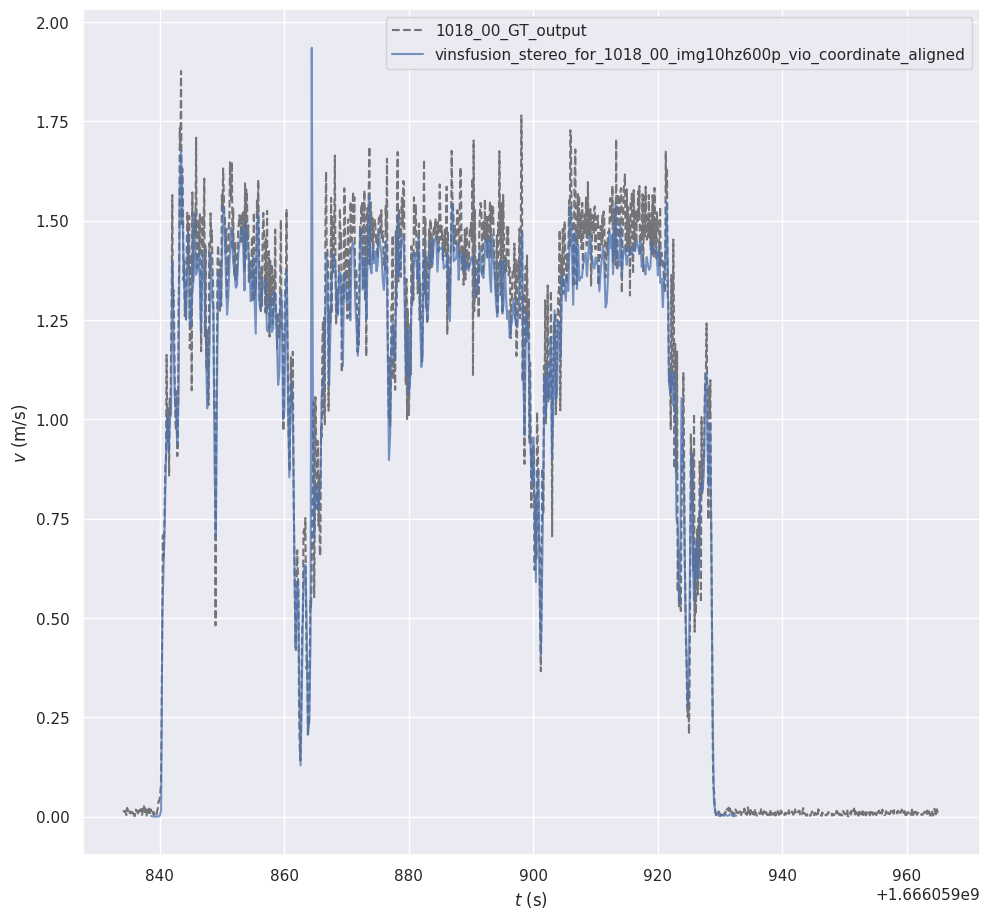 1018_00_GT_output
vinsfusion_stereo_for_1018_00_img10hz600p_vio_coordinate_aligned
2.00
1.75
1.50
1.25
1.00
0.75
0.50
0.25
0.00
v (m/s)
840 860 880 900 920 940 960
t (s)
+1.666059e9